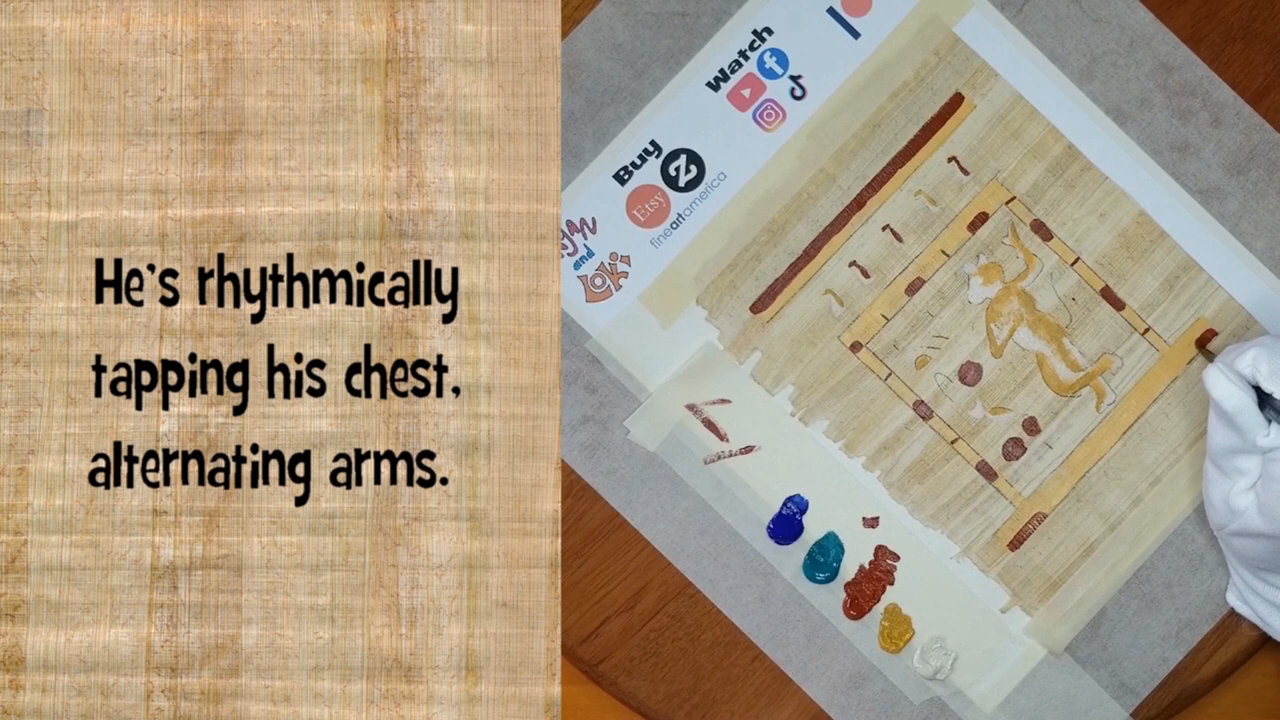 He's rhythmically
tapping his chest,
alternating arms.
Watch
Buy
Etsy
fineartamerica
and
LOKi